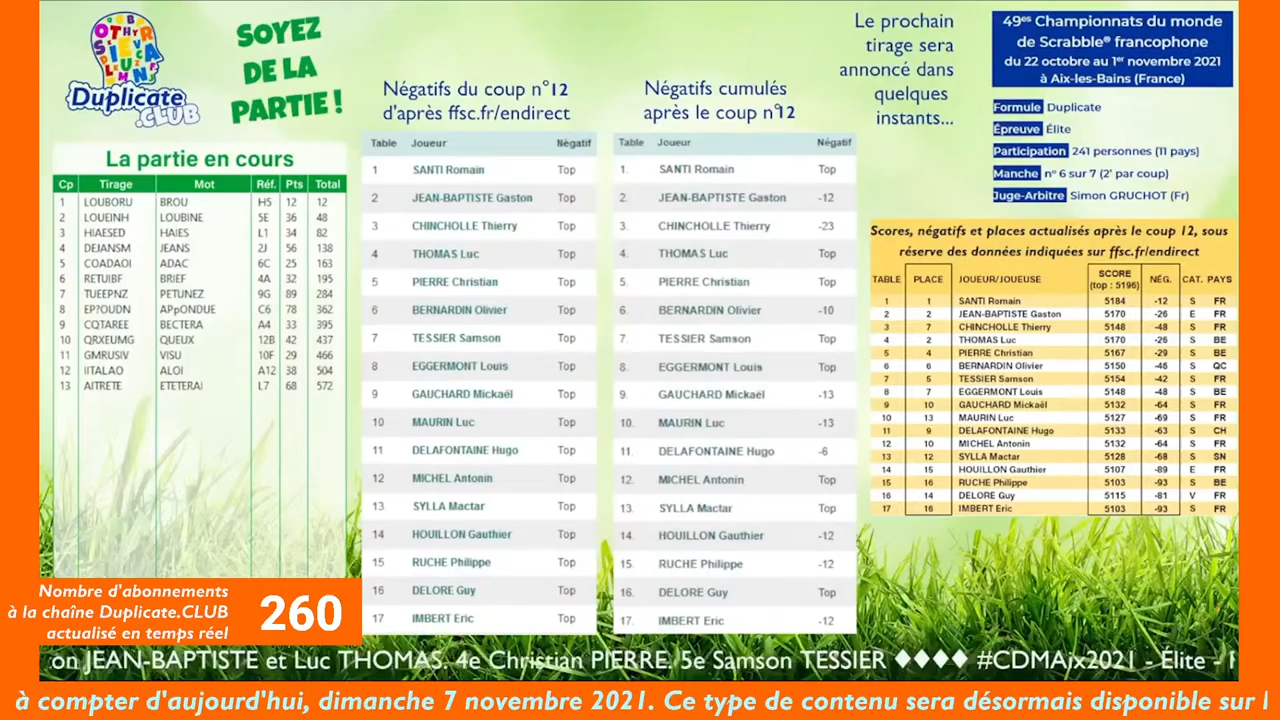 Duplicate
.CLUB
SOYEZ
DE LA
PARTIE !
La partie en cours
Cp Tirage Mot Réf. Pts Total
1 LOUBORU BROU H5 12 12
2 LOUEINH LOUBINE 5E 36 48
3 HIAESED HAIES L1 34 82
4 DEJANSM JEANS 2J 56 138
5 COADAOI ADAC 6C 25 163
6 RETUIBF BRIEF 4A 32 195
7 TUEEPNZ PETUNEZ 9G 89 284
8 EP?OUDN APpONDUE C6 78 362
9 CQTAREE BECTERA A4 33 395
10 QRXEUMG QUEUX 12B 42 437
11 GMRUSIV VISU 10F 29 466
12 IITALAO ALOI A12 38 504
13 AITRETE ETETERAI L7 68 572
Négatifs du coup n°12
d'après ffsc.fr/endirect
Table Joueur Négatif
1 SANTI Romain Top
2 JEAN-BAPTISTE Gaston Top
3 CHINCHOLLE Thierry Top
4 THOMAS Luc Top
5 PIERRE Christian Top
6 BERNARDIN Olivier Top
7 TESSIER Samson Top
8 EGGERMONT Louis Top
9 GAUCHARD Mickaël Top
10 MAURIN Luc Top
11 DELAFONTAINE Hugo Top
12 MICHEL Antonin Top
13 SYLLA Mactar Top
14 HOUILLON Gauthier Top
15 RUCHE Philippe Top
16 DELORE Guy Top
17 IMBERT Eric Top
Négatifs cumulés
après le coup n°12
Table Joueur Négatif
1. SANTI Romain Top
2. JEAN-BAPTISTE Gaston -12
3. CHINCHOLLE Thierry -23
4. THOMAS Luc Top
5. PIERRE Christian Top
6. BERNARDIN Olivier -10
7. TESSIER Samson Top
8. EGGERMONT Louis Top
9. GAUCHARD Mickaël -13
10. MAURIN Luc -13
11. DELAFONTAINE Hugo -6
12. MICHEL Antonin Top
13. SYLLA Mactar Top
14. HOUILLON Gauthier -12
15. RUCHE Philippe -12
16. DELORE Guy Top
17. IMBERT Eric -12
Le prochain
tirage sera
annoncé dans
quelques
instants...
49es Championnats du monde
de Scrabble® francophone
du 22 octobre au 1er novembre 2021
à Aix-les-Bains (France)
Formule Duplicate
Épreuve Élite
Participation 241 personnes (11 pays)
Manche n° 6 sur 7 (2' par coup)
Juge-Arbitre Simon GRUCHOT (Fr)
Scores, négatifs et places actualisés après le coup 12, sous
réserve des données indiquées sur ffsc.fr/endirect
TABLE PLACE JOUEUR/JOUEUSE SCORE (top : 5196) NÉG. CAT. PAYS
1 1 SANTI Romain 5184 -12 S FR
2 2 JEAN-BAPTISTE Gaston 5170 -26 E FR
3 7 CHINCHOLLE Thierry 5148 -48 S FR
4 2 THOMAS Luc 5170 -26 S BE
5 4 PIERRE Christian 5167 -29 S BE
6 6 BERNARDIN Olivier 5150 -46 S QC
7 5 TESSIER Samson 5154 -42 S FR
8 7 EGGERMONT Louis 5148 -48 S BE
9 10 GAUCHARD Mickaël 5132 -64 S FR
10 13 MAURIN Luc 5127 -69 S FR
11 9 DELAFONTAINE Hugo 5133 -63 S CH
12 10 MICHEL Antonin 5132 -64 S FR
13 12 SYLLA Mactar 5128 -68 S SN
14 15 HOUILLON Gauthier 5107 -89 E FR
15 16 RUCHE Philippe 5103 -93 S BE
16 14 DELORE Guy 5115 -81 V FR
17 16 IMBERT Eric 5103 -93 S FR
Nombre d'abonnements
à la chaîne Duplicate.CLUB
actualisé en temps réel
260
on JEAN-BAPTISTE et Luc THOMAS. 4e Christian PIERRE. 5e Samson TESSIER ♦♦♦♦ #CDMAix2021 - Élite -
à compter d'aujourd'hui, dimanche 7 novembre 2021. Ce type de contenu sera désormais disponible sur